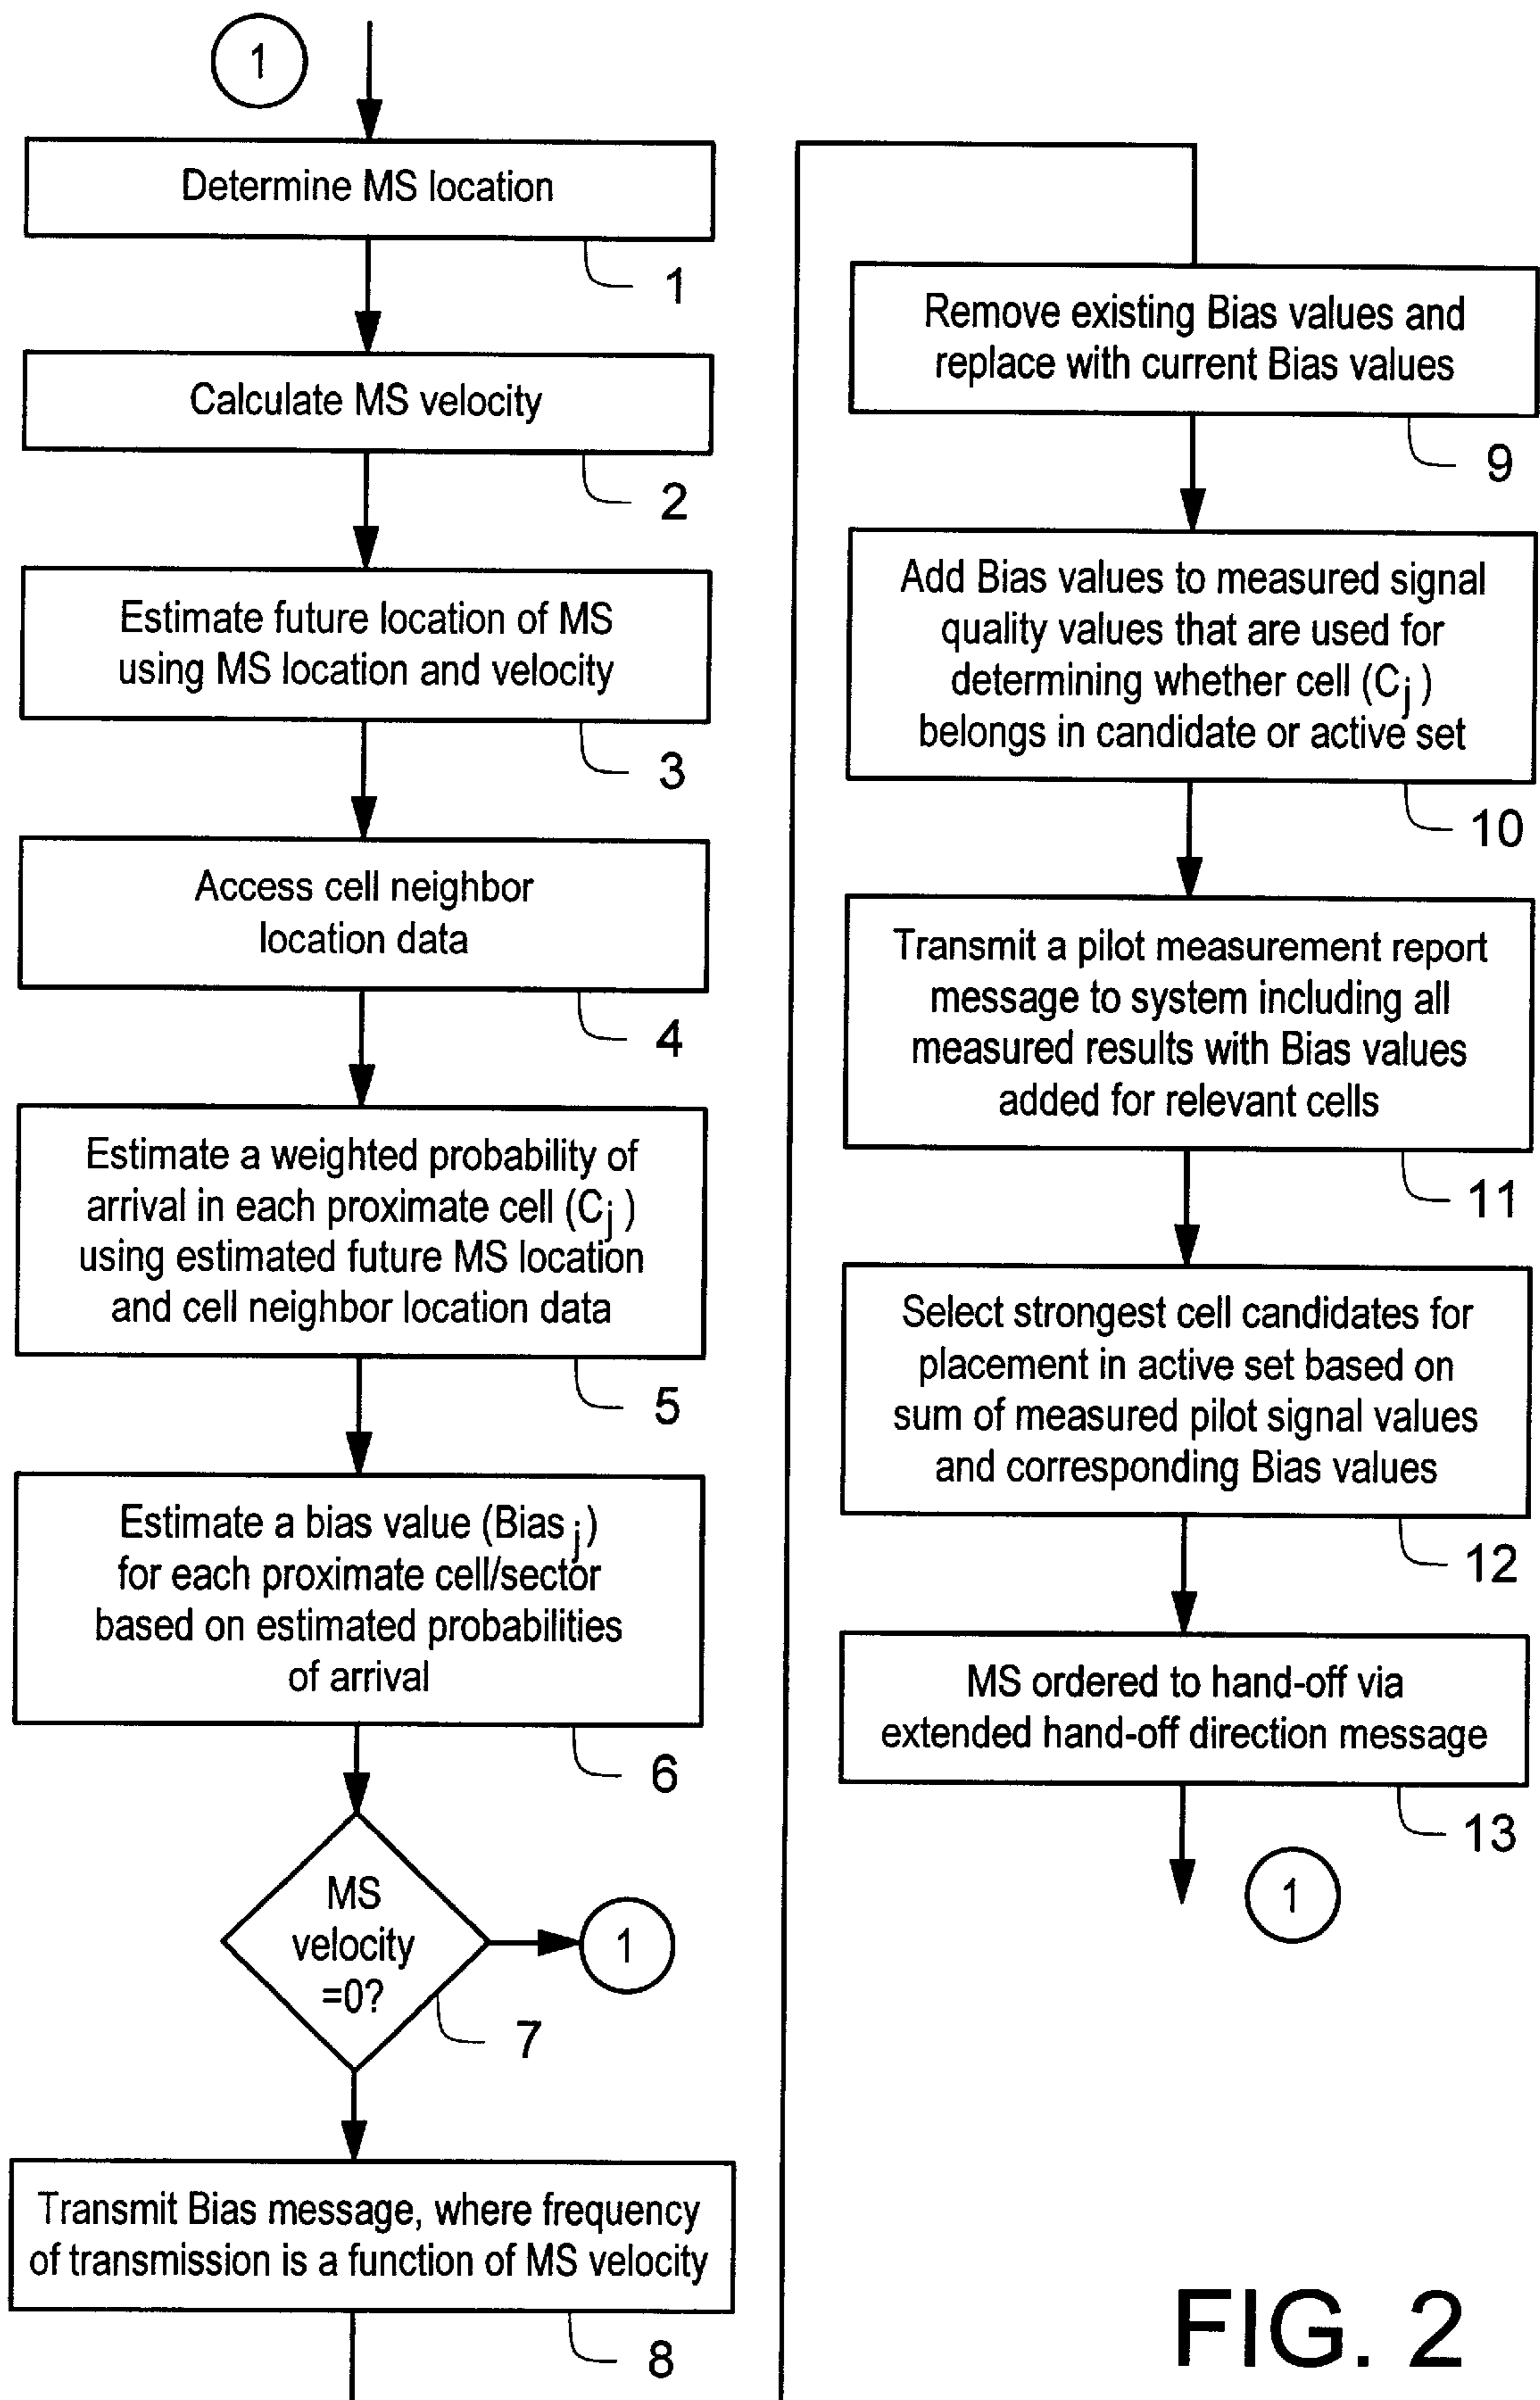 1
Determine MS location
1
Calculate MS velocity
2
Estimate future location of MS
using MS location and velocity
3
Access cell neighbor
location data
4
Estimate a weighted probability of
arrival in each proximate cell (Cj)
using estimated future MS location
and cell neighbor location data
5
Estimate a bias value (Bias j)
for each proximate cell/sector
based on estimated probabilities
of arrival
6
MS
velocity
=0?
1
7
Transmit Bias message, where frequency
of transmission is a function of MS velocity
8
Remove existing Bias values and
replace with current Bias values
9
Add Bias values to measured signal
quality values that are used for
determining whether cell (Cj)
belongs in candidate or active set
10
Transmit a pilot measurement report
message to system including all
measured results with Bias values
added for relevant cells
11
Select strongest cell candidates for
placement in active set based on
sum of measured pilot signal values
and corresponding Bias values
12
MS ordered to hand-off via
extended hand-off direction message
13
1
FIG. 2